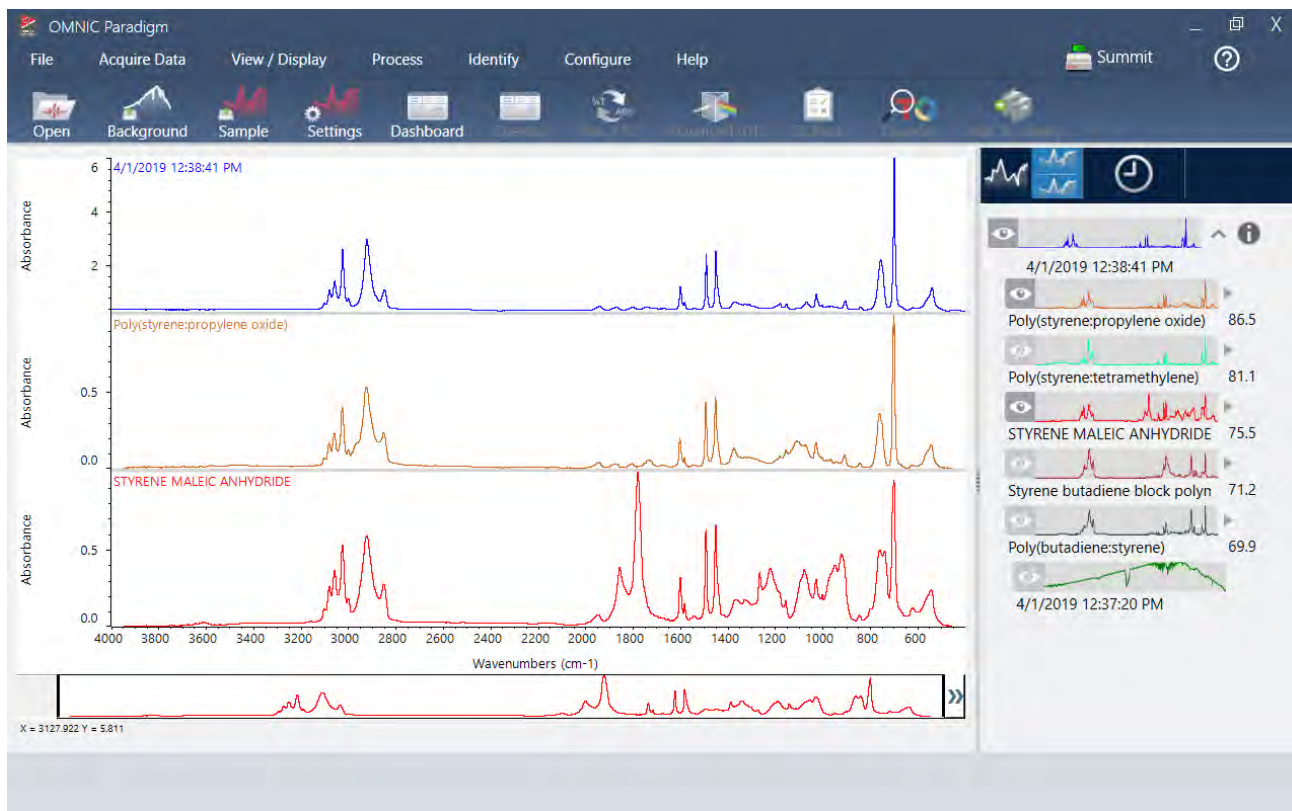 OMNIC Paradigm
File Acquire Data View / Display Process Identify Configure Help Summit
Open Background Sample Settings Dashboard
6 4/1/2019 12:38:41 PM
4
2
Absorbance
Poly(styrene:propylene oxide)
0.5
0.0
Absorbance
STYRENE MALEIC ANHYDRIDE
0.5
0.0
Absorbance
4000 3800 3600 3400 3200 3000 2800 2600 2400 2200 2000 1800 1600 1400 1200 1000 800 600
Wavenumbers (cm-1)
X = 3127.922 Y = 5.811
4/1/2019 12:38:41 PM
Poly(styrene:propylene oxide) 86.5
Poly(styrene:tetramethylene) 81.1
STYRENE MALEIC ANHYDRIDE 75.5
Styrene butadiene block polyn 71.2
Poly(butadiene:styrene) 69.9
4/1/2019 12:37:20 PM